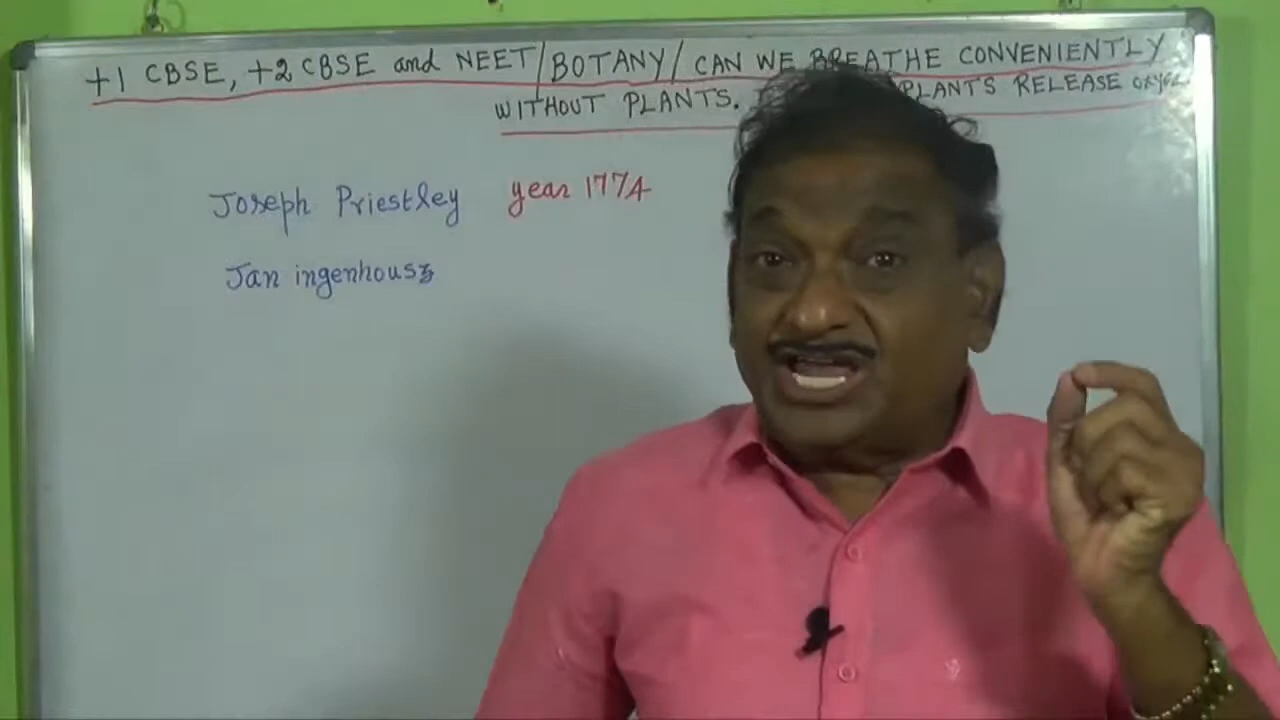 +1 CBSE, +2 CBSE and NEET/BOTANY/ CAN WE BREATHE CONVENIENTLY
WITHOUT PLANTS. PLANTS RELEASE OXYGE
Joseph Priestley year 1774
Jan ingenhousz